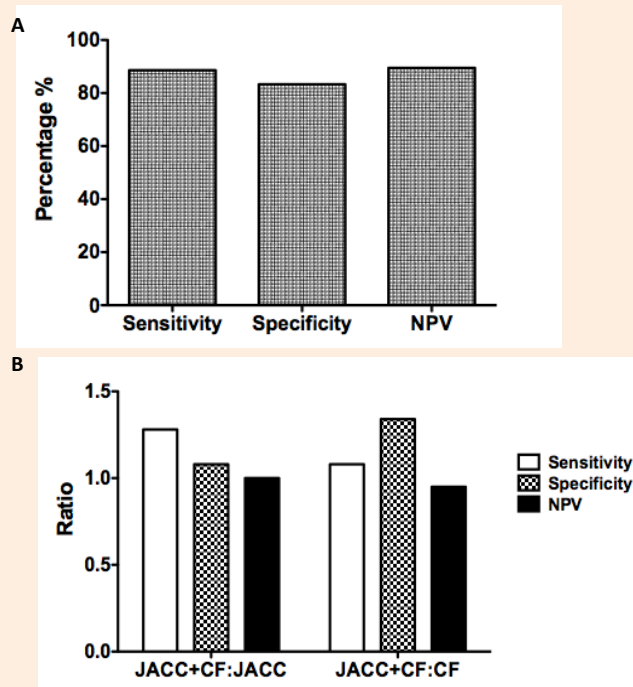 A
100
80
60
40
20
0
Percentage %
Sensitivity Specificity NPV
B
1.5
1.0
0.5
0.0
Ratio
JACC+CF:JACC JACC+CF:CF
Sensitivity
Specificity
NPV